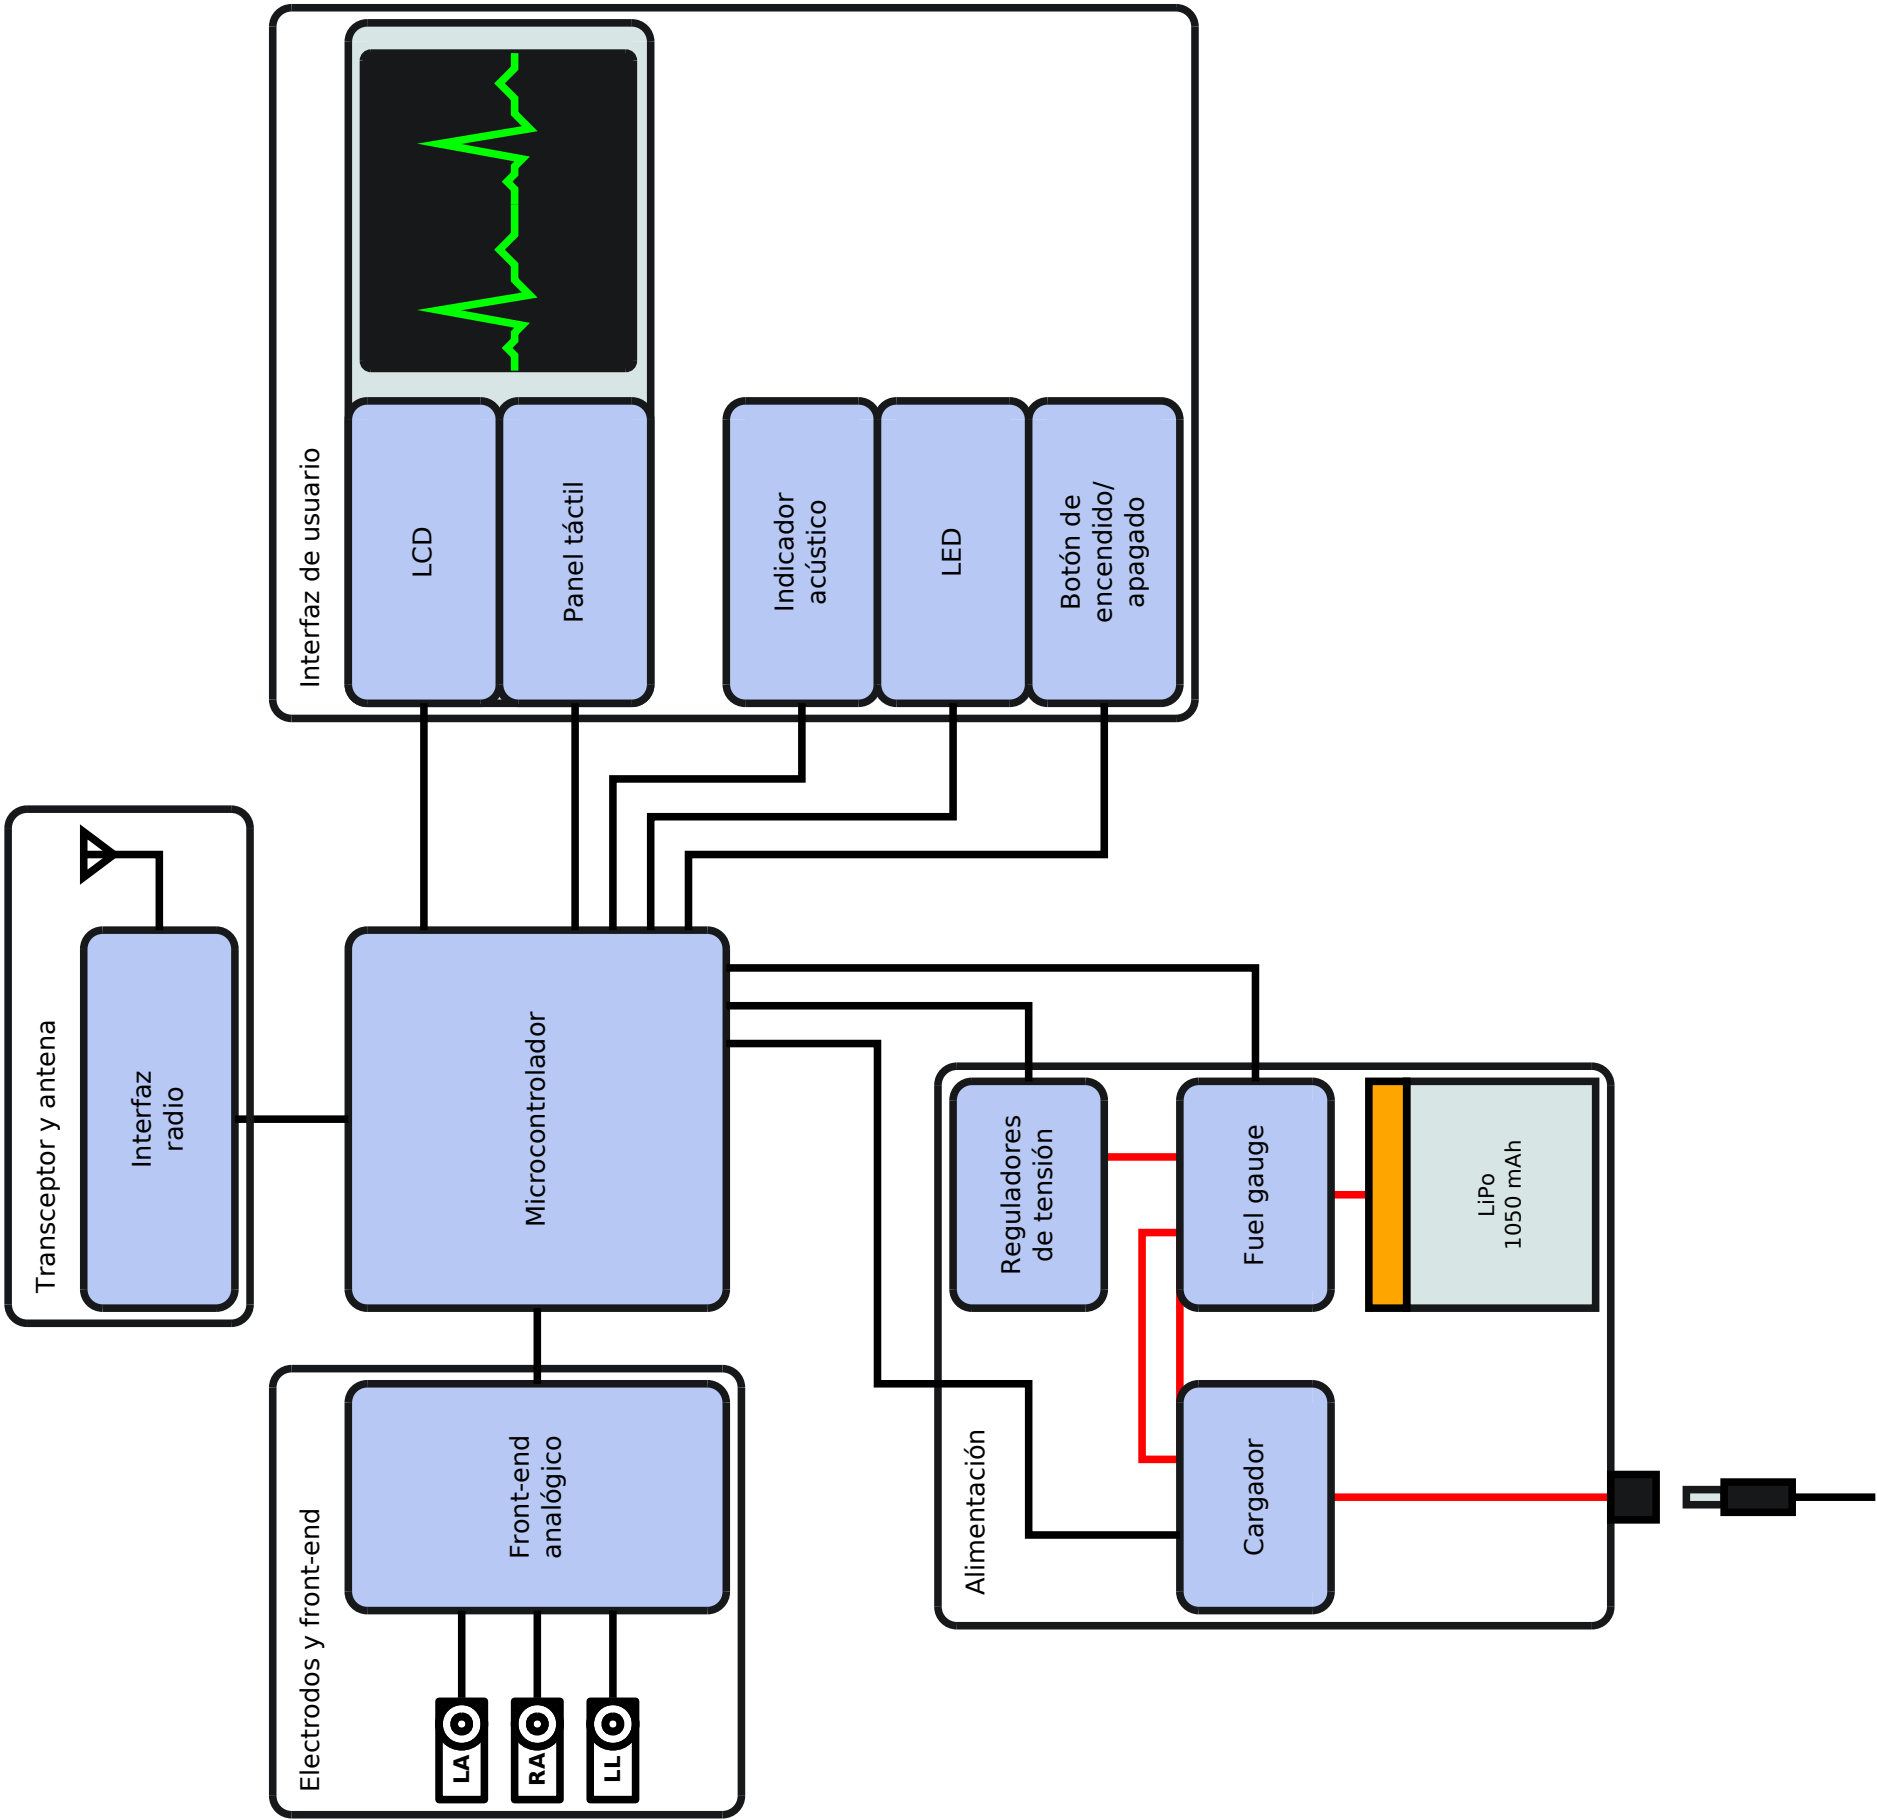 Transceptor y antena
Interfaz
radio
Interfaz de usuario
LCD
Panel táctil
Indicador
acústico
LED
Botón de
encendido/
apagado
Microcontrolador
Electrodos y front-end
Front-end
analógico
LA
RA
LL
Alimentación
Reguladores
de tensión
Fuel gauge
Cargador
LiPo
1050 mAh